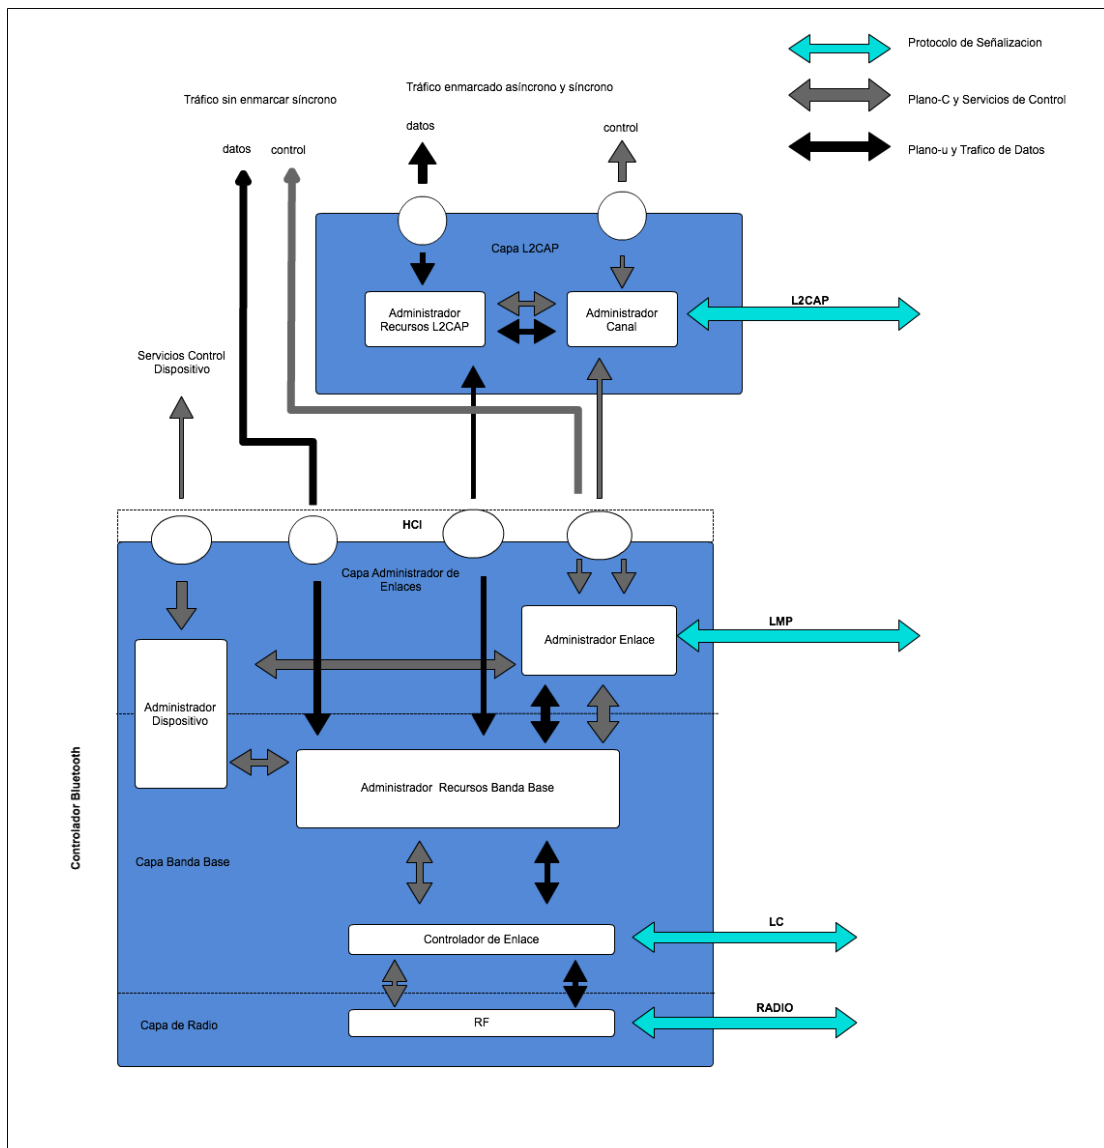 Protocolo de Señalizacion
Plano-C y Servicios de Control
Plano-u y Trafico de Datos
Tráfico sin enmarcar síncrono
Tráfico enmarcado asíncrono y síncrono
datos
control
datos
control
Capa L2CAP
Administrador
Recursos L2CAP
Administrador
Canal
L2CAP
Servicios Control
Dispositivo
HCI
Capa Administrador de
Enlaces
Administrador Enlace
LMP
Administrador
Dispositivo
Administrador Recursos Banda Base
Controlador Bluetooth
Capa Banda Base
Controlador de Enlace
LC
Capa de Radio
RF
RADIO